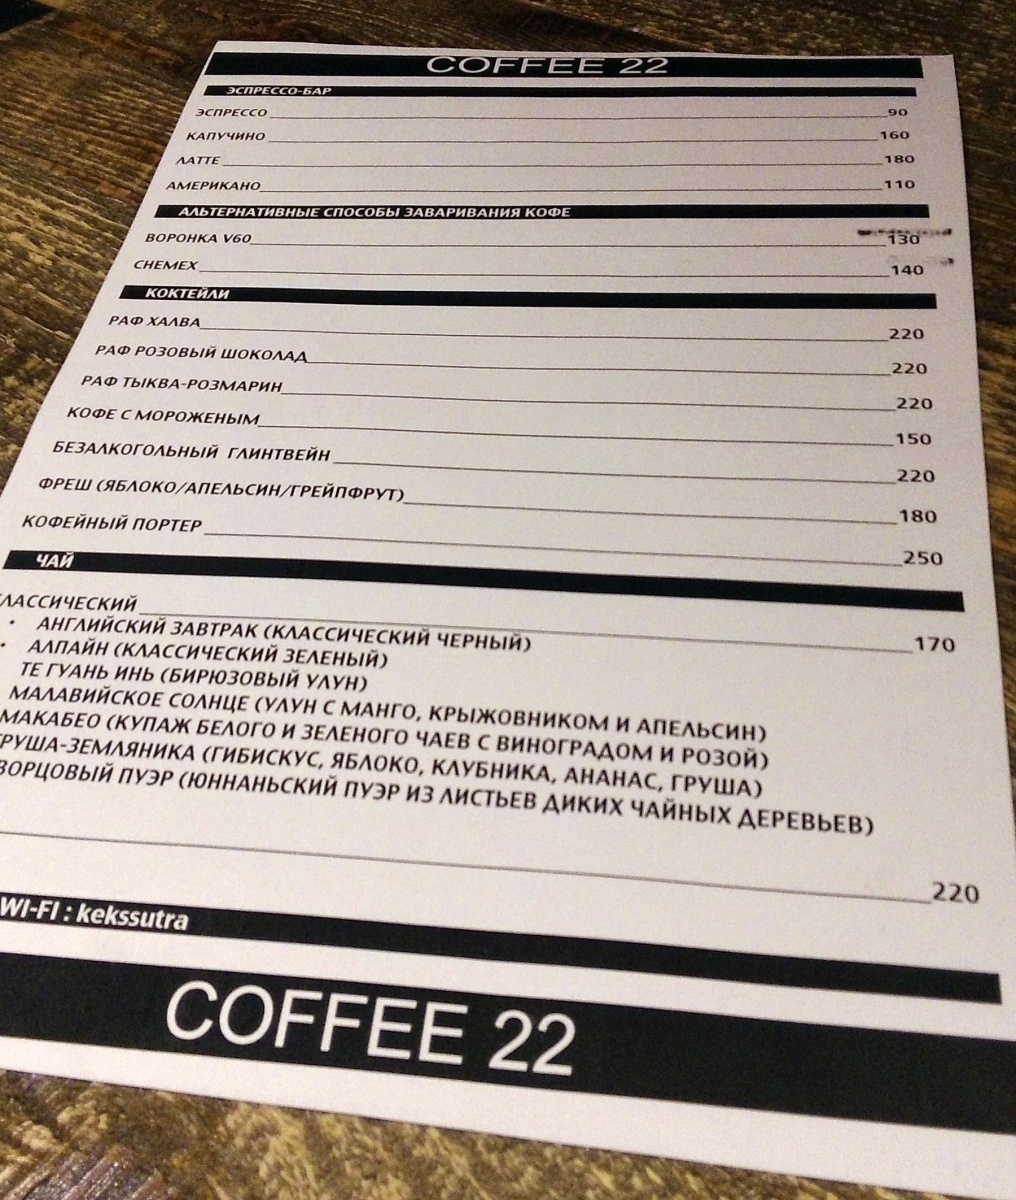 COFFEE 22
ЭСПРЕССО-БАР
ЭСПРЕССО 90
КАПУЧИНО 160
ЛАТТЕ 180
АМЕРИКАНО 110
АЛЬТЕРНАТИВНЫЕ СПОСОБЫ ЗАВАРИВАНИЯ КОФЕ
ВОРОНКА V60 130
CHEMEX 140
КОКТЕЙЛИ
РАФ ХАЛВА 220
РАФ РОЗОВЫЙ ШОКОЛАД 220
РАФ ТЫКВА-РОЗМАРИН 220
КОФЕ С МОРОЖЕНЫМ 150
БЕЗАЛКОГОЛЬНЫЙ ГЛИНТВЕЙН 220
ФРЕШ (ЯБЛОКО/АПЕЛЬСИН/ГРЕЙПФРУТ) 180
КОФЕЙНЫЙ ПОРТЕР 250
ЧАЙ
ЛАССИЧЕСКИЙ 170
• АНГЛИЙСКИЙ ЗАВТРАК (КЛАССИЧЕСКИЙ ЧЕРНЫЙ)
• АЛПАЙН (КЛАССИЧЕСКИЙ ЗЕЛЕНЫЙ)
ТЕ ГУАНЬ ИНЬ (БИРЮЗОВЫЙ УЛУН)
МАЛАВИЙСКОЕ СОЛНЦЕ (УЛУН С МАНГО, КРЫЖОВНИКОМ И АПЕЛЬСИН)
МАКАБЕО (КУПАЖ БЕЛОГО И ЗЕЛЕНОГО ЧАЕВ С ВИНОГРАДОМ И РОЗОЙ)
ГРУША-ЗЕМЛЯНИКА (ГИБИСКУС, ЯБЛОКО, КЛУБНИКА, АНАНАС, ГРУША)
ВОРЦОВЫЙ ПУЭР (ЮННАНЬСКИЙ ПУЭР ИЗ ЛИСТЬЕВ ДИКИХ ЧАЙНЫХ ДЕРЕВЬЕВ)
220
WI-FI : kekssutra
COFFEE 22